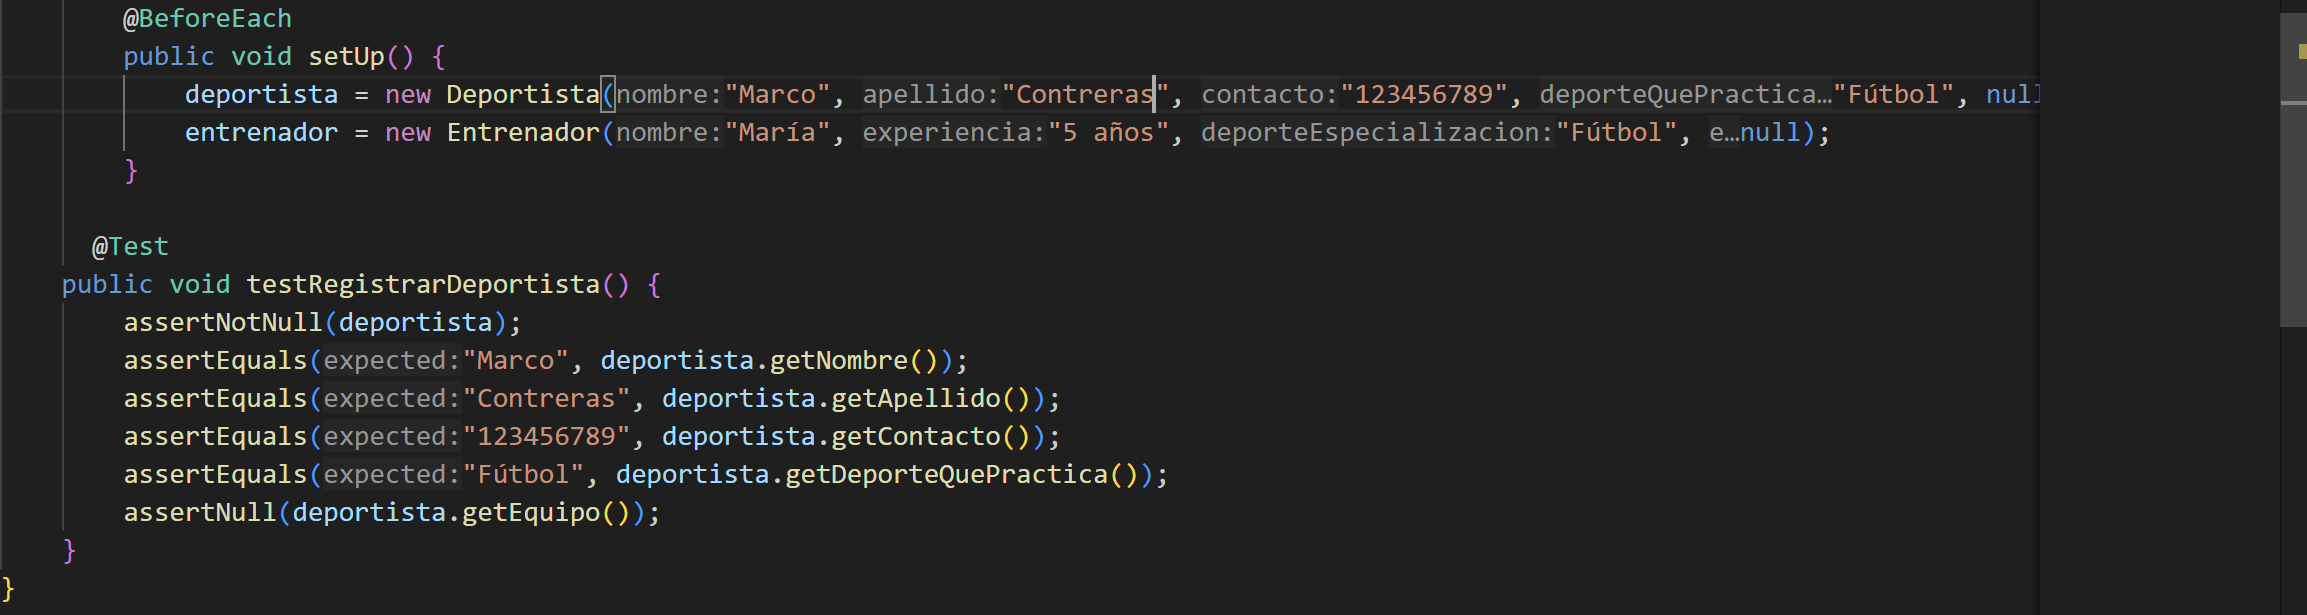 @BeforeEach
public void setUp() {
deportista = new Deportista(nombre:"Marco", apellido:"Contreras", contacto:"123456789", deporteQuePractica…"Fútbol", null
entrenador = new Entrenador(nombre:"María", experiencia:"5 años", deporteEspecializacion:"Fútbol", e…null);
}
@Test
public void testRegistrarDeportista() {
assertNotNull(deportista);
assertEquals(expected:"Marco", deportista.getNombre());
assertEquals(expected:"Contreras", deportista.getApellido());
assertEquals(expected:"123456789", deportista.getContacto());
assertEquals(expected:"Fútbol", deportista.getDeporteQuePractica());
assertNull(deportista.getEquipo());
}
}